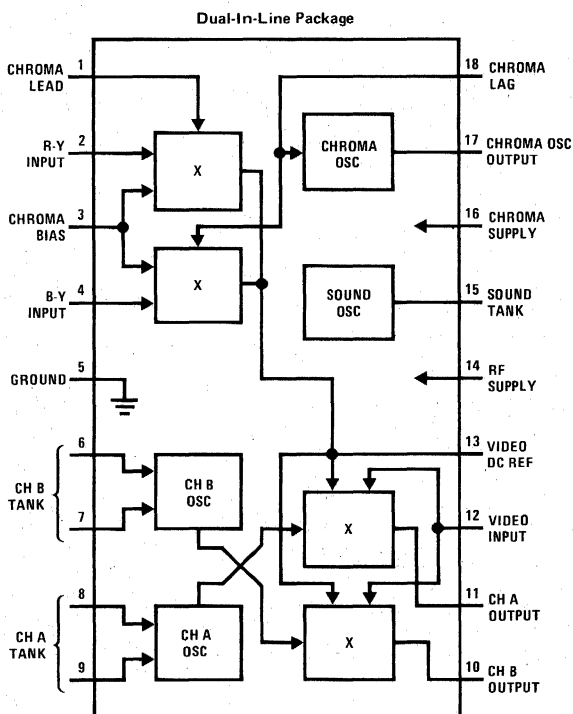 Dual-In-Line Package
CHROMA
LEAD
1
R-Y
INPUT
2
CHROMA
BIAS
3
B-Y
INPUT
4
GROUND
5
CH B
TANK
6
7
CH A
TANK
8
9
X
X
CHROMA
OSC
SOUND
OSC
CH B
OSC
CH A
OSC
X
X
18
CHROMA
LAG
17
CHROMA OSC
OUTPUT
16
CHROMA
SUPPLY
15
SOUND
TANK
14
RF
SUPPLY
13
VIDEO
DC REF
12
VIDEO
INPUT
11
CH A
OUTPUT
10
CH B
OUTPUT